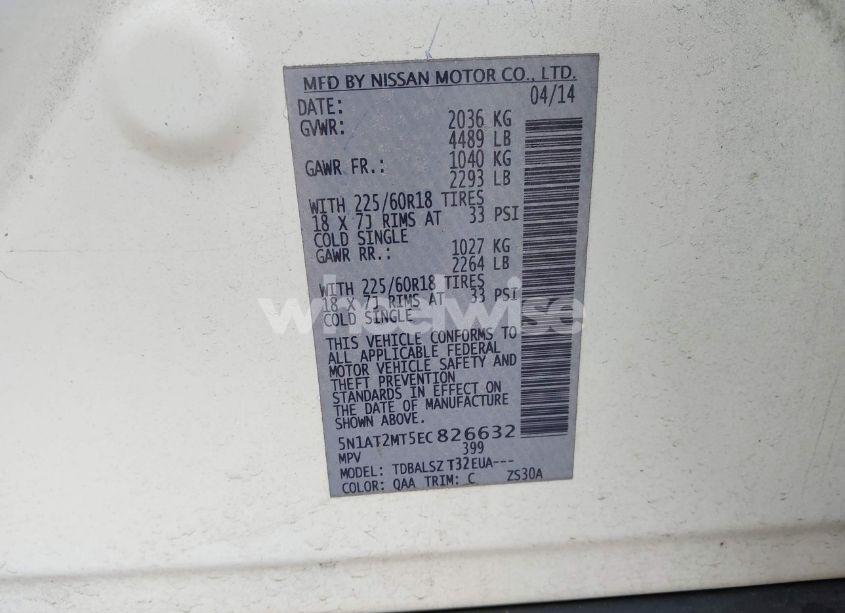 MFD BY NISSAN MOTOR CO., LTD.
DATE: 04/14
GVWR: 2036 KG
4489 LB
GAWR FR.: 1040 KG
2293 LB
WITH 225/60R18 TIRES
18 X 7J RIMS AT 33 PSI
COLD SINGLE
GAWR RR.: 1027 KG
2264 LB
WITH 225/60R18 TIRES
18 X 7J RIMS AT 33 PSI
COLD SINGLE
wheelwise
THIS VEHICLE CONFORMS TO
ALL APPLICABLE FEDERAL
MOTOR VEHICLE SAFETY AND
THEFT PREVENTION
STANDARDS IN EFFECT ON
THE DATE OF MANUFACTURE
SHOWN ABOVE.
5N1AT2MT5EC826632
MPV 399
MODEL: TDBALSZ T32EUA---
COLOR: QAA TRIM: C ZS30A